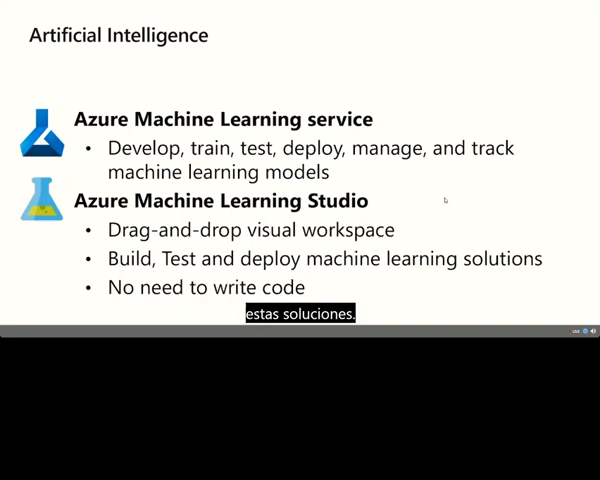 Artificial Intelligence
Azure Machine Learning service
• Develop, train, test, deploy, manage, and track
machine learning models
Azure Machine Learning Studio
• Drag-and-drop visual workspace
• Build, Test and deploy machine learning solutions
• No need to write code
estas soluciones.